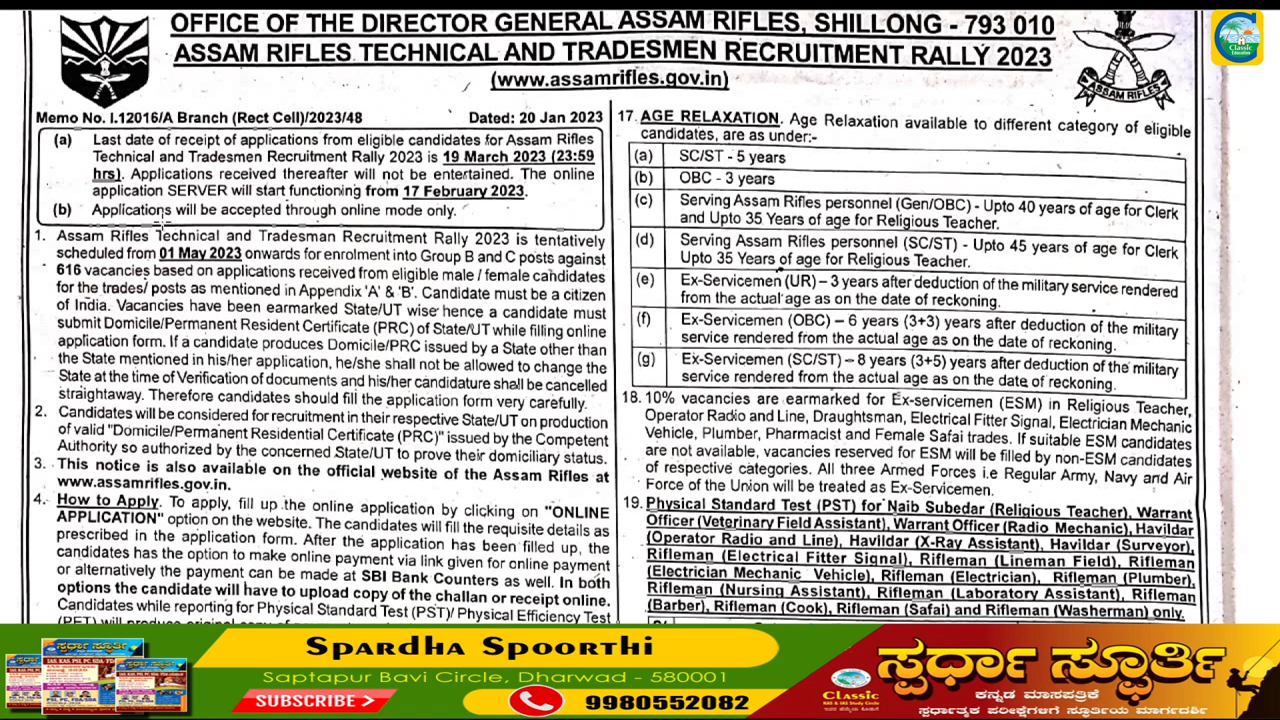 OFFICE OF THE DIRECTOR GENERAL ASSAM RIFLES, SHILLONG - 793 010
ASSAM RIFLES TECHNICAL AND TRADESMEN RECRUITMENT RALLY 2023
(www.assamrifles.gov.in)
ASSAM RIFLES
Classic
Education
Memo No. I.12016/A Branch (Rect Cell)/2023/48 Dated: 20 Jan 2023
(a) Last date of receipt of applications from eligible candidates for Assam Rifles
Technical and Tradesmen Recruitment Rally 2023 is 19 March 2023 (23:59
hrs). Applications received thereafter will not be entertained. The online
application SERVER will start functioning from 17 February 2023.
(b) Applications will be accepted through online mode only.
1. Assam Rifles Technical and Tradesman Recruitment Rally 2023 is tentatively
scheduled from 01 May 2023 onwards for enrolment into Group B and C posts against
616 vacancies based on applications received from eligible male / female candidates
for the trades/ posts as mentioned in Appendix 'A' & 'B'. Candidate must be a citizen
of India. Vacancies have been earmarked State/UT wise hence a candidate must
submit Domicile/Permanent Resident Certificate (PRC) of State/UT while filling online
application form. If a candidate produces Domicile/PRC issued by a State other than
the State mentioned in his/her application, he/she shall not be allowed to change the
State at the time of Verification of documents and his/her candidature shall be cancelled
straightaway. Therefore candidates should fill the application form very carefully.
2. Candidates will be considered for recruitment in their respective State/UT on production
of valid "Domicile/Permanent Residential Certificate (PRC)" issued by the Competent
Authority so authorized by the concerned State/UT to prove their domiciliary status.
3. This notice is also available on the official website of the Assam Rifles at
www.assamrifles.gov.in.
4. How to Apply. To apply, fill up the online application by clicking on "ONLINE
APPLICATION" option on the website. The candidates will fill the requisite details as
prescribed in the application form. After the application has been filled up, the
candidates has the option to make online payment via link given for online payment
or alternatively the payment can be made at SBI Bank Counters as well. In both
options the candidate will have to upload copy of the challan or receipt online.
Candidates while reporting for Physical Standard Test (PST)/ Physical Efficiency Test
17. AGE RELAXATION. Age Relaxation available to different category of eligible
candidates, are as under:-
(a) SC/ST - 5 years
(b) OBC - 3 years
(c) Serving Assam Rifles personnel (Gen/OBC) - Upto 40 years of age for Clerk
and Upto 35 Years of age for Religious Teacher.
(d) Serving Assam Rifles personnel (SC/ST) - Upto 45 years of age for Clerk
Upto 35 Years of age for Religious Teacher.
(e) Ex-Servicemen (UR) – 3 years after deduction of the military service rendered
from the actual age as on the date of reckoning.
(f) Ex-Servicemen (OBC) – 6 years (3+3) years after deduction of the military
service rendered from the actual age as on the date of reckoning.
(g) Ex-Servicemen (SC/ST) – 8 years (3+5) years after deduction of the military
service rendered from the actual age as on the date of reckoning.
18. 10% vacancies are earmarked for Ex-servicemen (ESM) in Religious Teacher,
Operator Radio and Line, Draughtsman, Electrical Fitter Signal, Electrician Mechanic
Vehicle, Plumber, Pharmacist and Female Safai trades. If suitable ESM candidates
are not available, vacancies reserved for ESM will be filled by non-ESM candidates
of respective categories. All three Armed Forces i.e Regular Army, Navy and Air
Force of the Union will be treated as Ex-Servicemen.
19. Physical Standard Test (PST) for Naib Subedar (Religious Teacher), Warrant
Officer (Veterinary Field Assistant), Warrant Officer (Radio Mechanic), Havildar
(Operator Radio and Line), Havildar (X-Ray Assistant), Havildar (Surveyor),
Rifleman (Electrical Fitter Signal), Rifleman (Lineman Field), Rifleman
(Electrician Mechanic Vehicle), Rifleman (Electrician), Rifleman (Plumber),
Rifleman (Nursing Assistant), Rifleman (Laboratory Assistant), Rifleman
(Barber), Rifleman (Cook), Rifleman (Safai) and Rifleman (Washerman) only.
SPARDHA SPOORTHI
Saptapur Bavi Circle, Dharwad - 580001
SUBSCRIBE
9980552082
ಸ್ಪರ್ಧಾ ಸ್ಫೂರ್ತಿ
ಕನ್ನಡ ಮಾಸಪತ್ರಿಕೆ
ಸ್ಪರ್ಧಾತ್ಮಕ ಪರೀಕ್ಷೆಗಳಿಗೆ ಸ್ಫೂರ್ತಿಯ ಮಾರ್ಗದರ್ಶಿ
Classic
KAS & IAS Study Circle